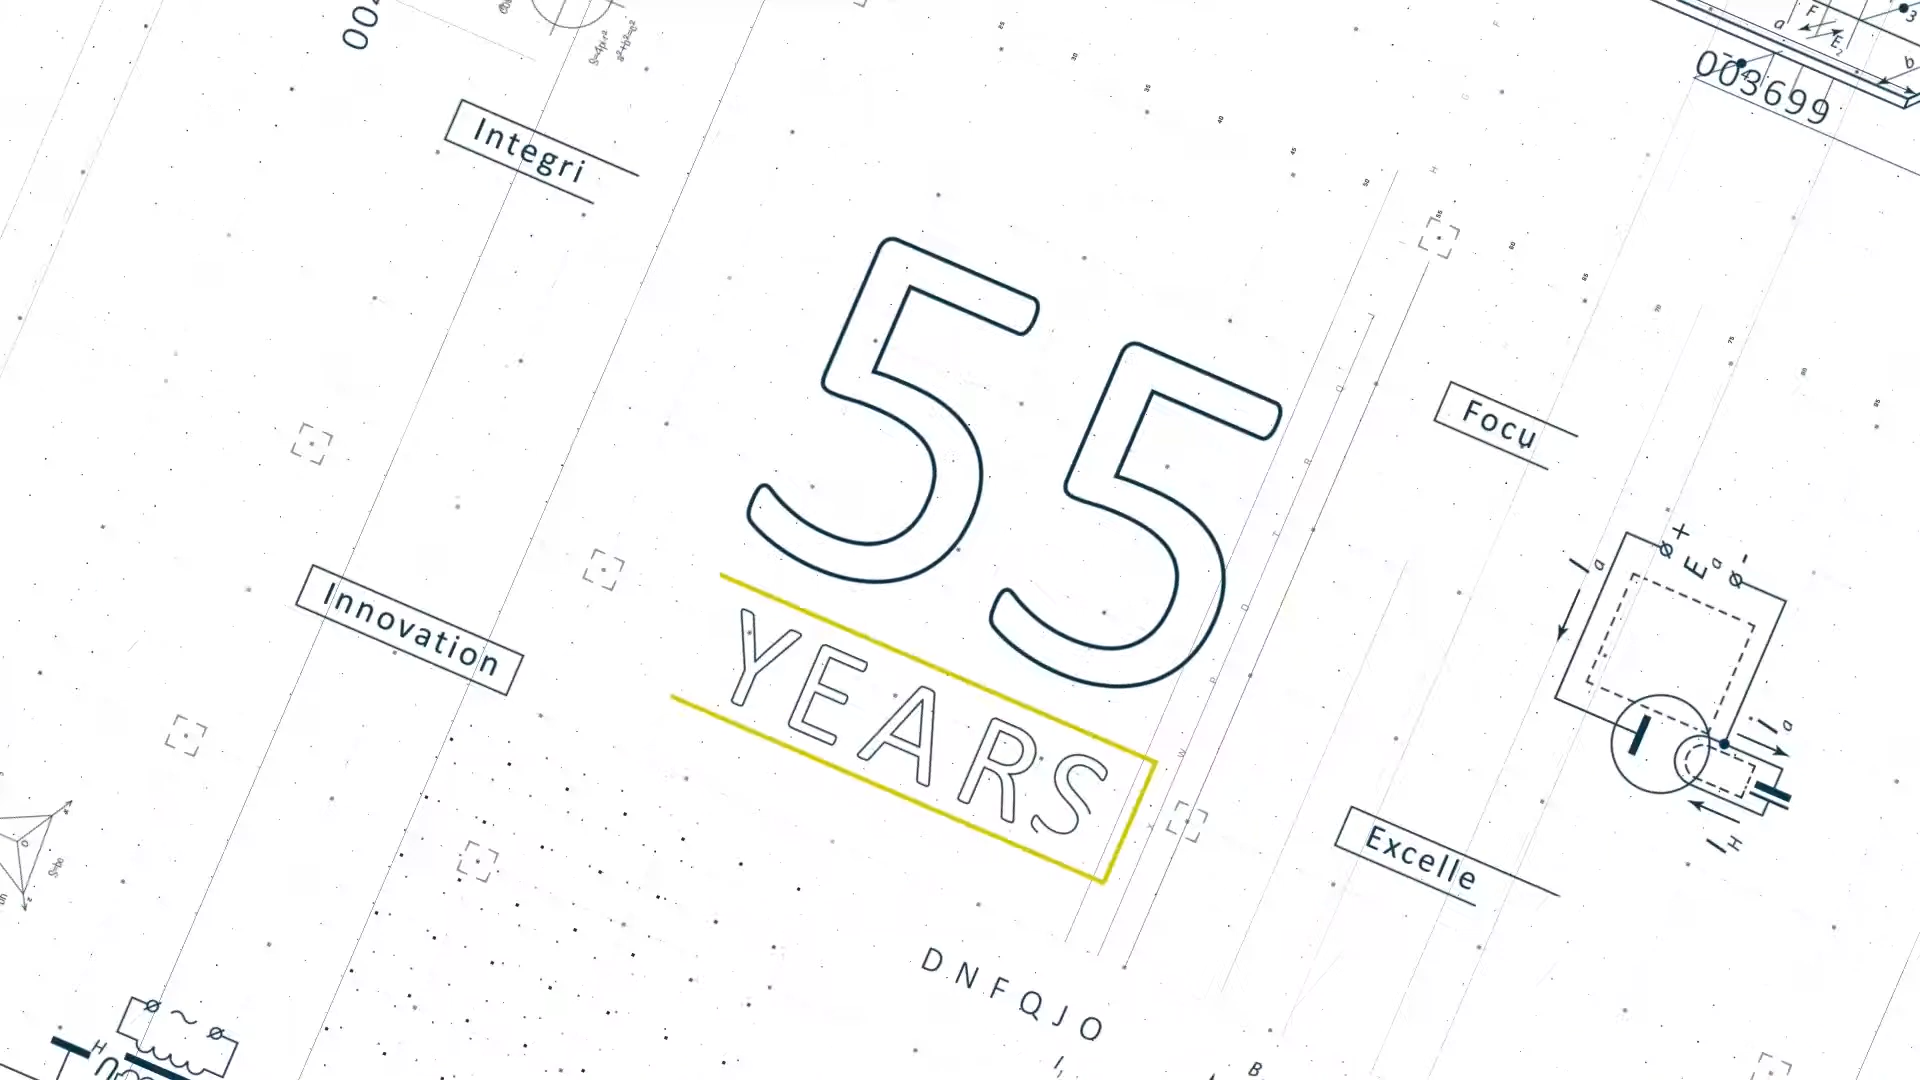 003699
Integri
55
YEARS
Focu
Innovation
Excelle
DNFQJO